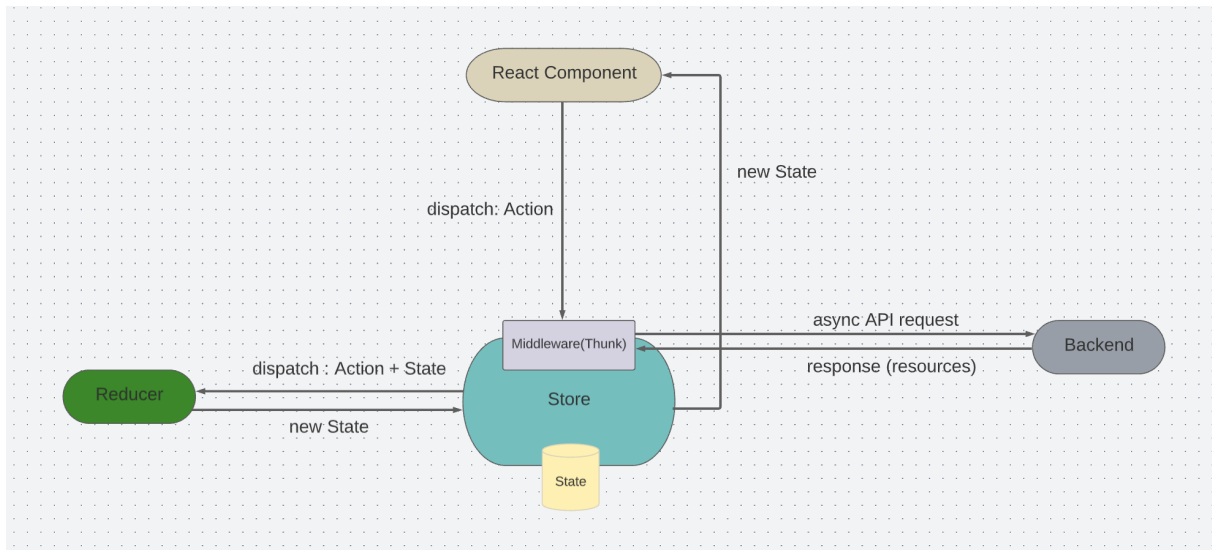 React Component
new State
dispatch: Action
async API request
Middleware(Thunk)
Backend
response (resources)
dispatch : Action + State
Reducer
Store
new State
State